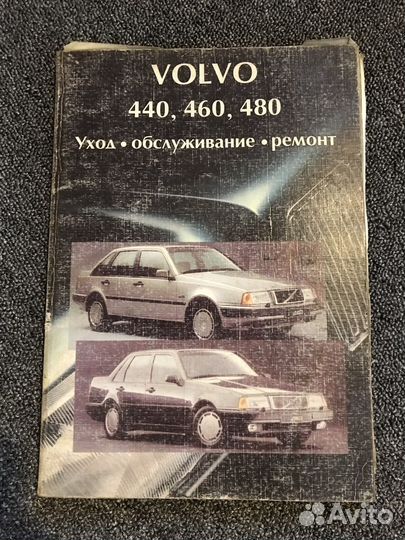 VOLVO
440, 460, 480
Уход • обслуживание • ремонт
Avito